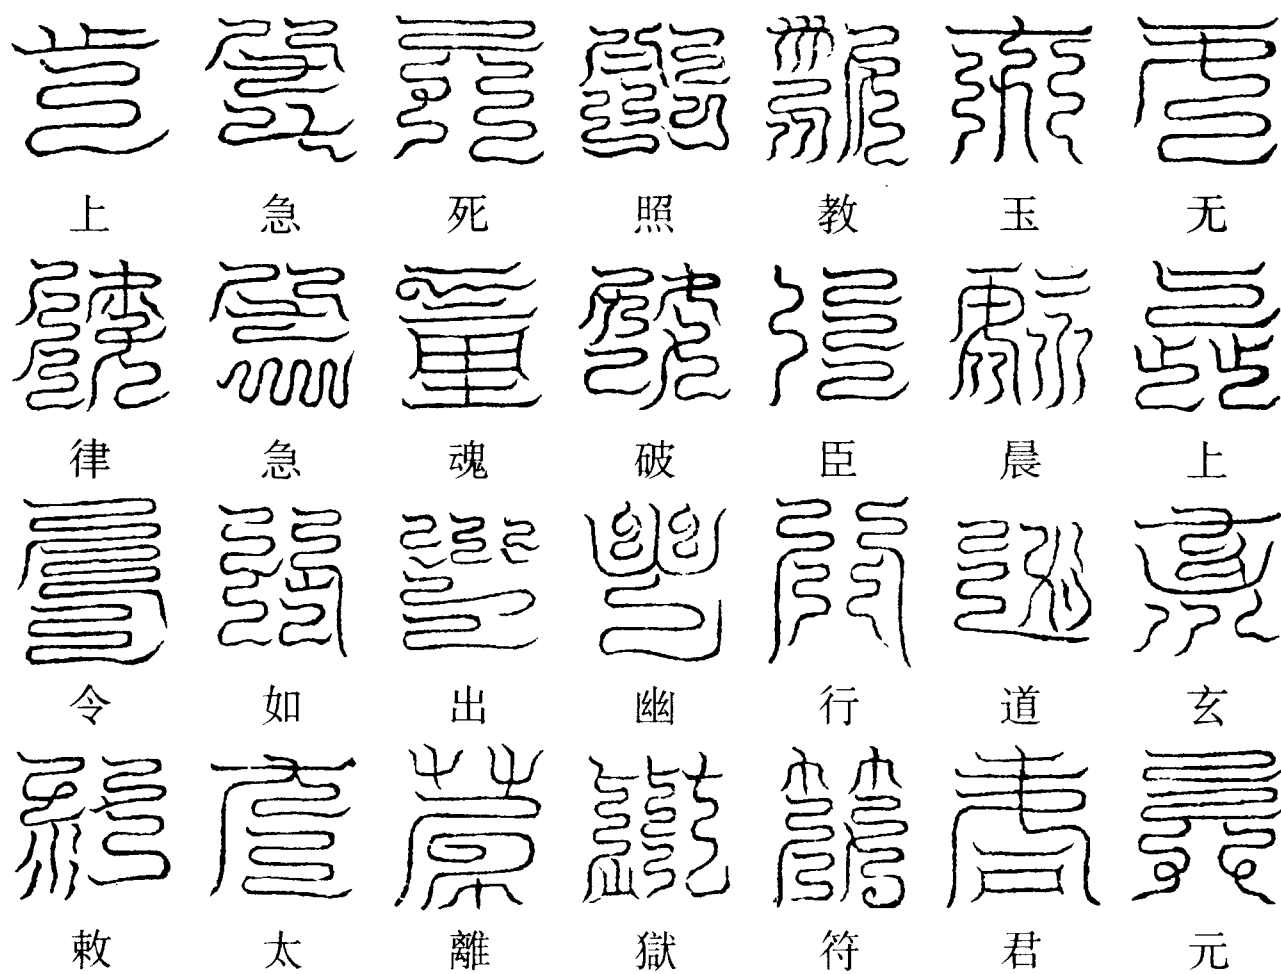 无上玄元
玉晨道君
教臣行符
照破幽獄
死魂出離
急急如太
上律令敕